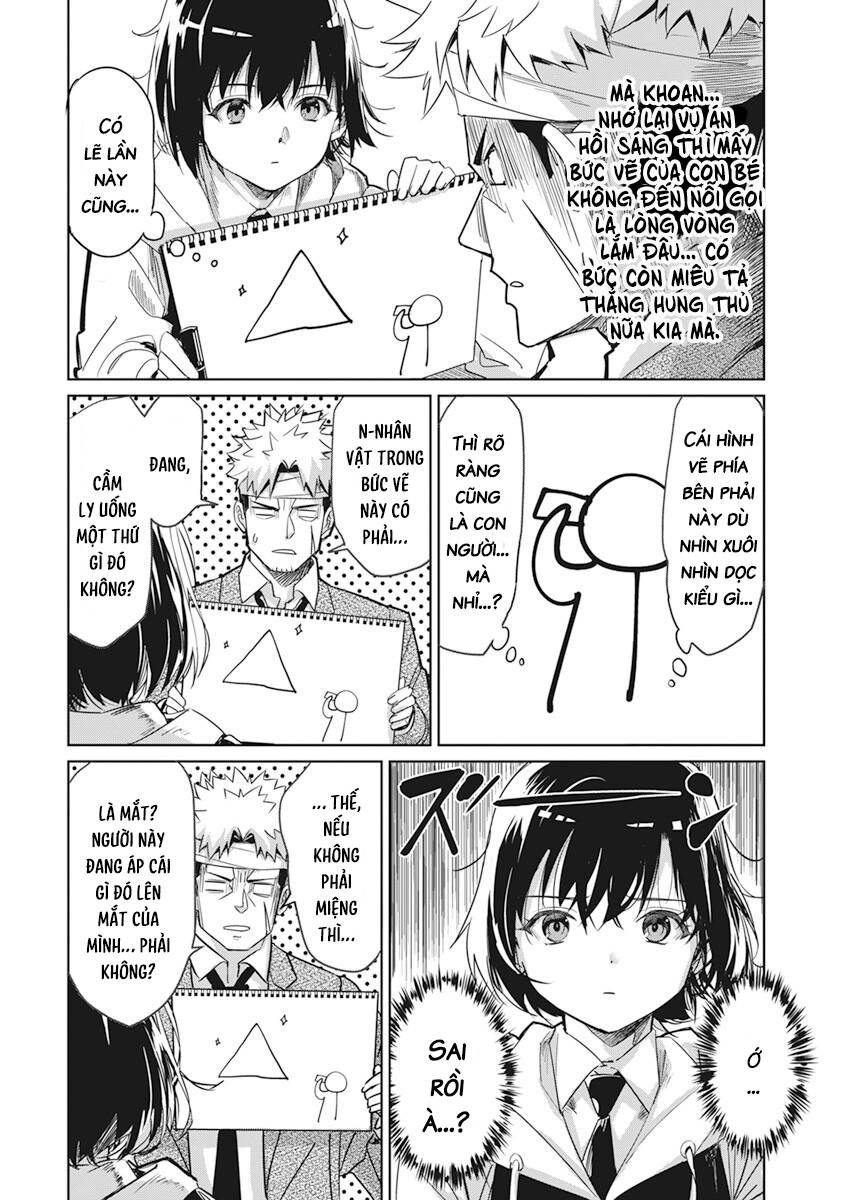 MÀ KHOAN...
NHỚ LẠI VỤ ÁN
HỒI SÁNG THÌ MẤY
BỨC VẼ CỦA CON BÉ
KHÔNG ĐẾN NỖI GỌI
LÀ LÒNG VÒNG
LẮM ĐÂU... CÓ
BỨC CÒN MIÊU TẢ
THẰNG HUNG THỦ
NỮA KIA MÀ.
CÓ
LẼ LẦN
NÀY
CŨNG...
CÁI HÌNH
VẼ PHÍA
BÊN PHẢI
NÀY DÙ
NHÌN XUÔI
NHÌN DỌC
KIỂU GÌ...
THÌ RÕ
RÀNG
CŨNG
LÀ CON
NGƯỜI...
MÀ
NHỈ...?
N-NHÂN
VẬT TRONG
BỨC VẼ
NÀY CÓ
PHẢI...
ĐANG,
CẦM
LY UỐNG
MỘT THỨ
GÌ ĐÓ
KHÔNG?
ズーン
Ớ
...
SAI
RỒI
À...?
... THẾ,
NẾU
KHÔNG
PHẢI
MIỆNG
THÌ...
LÀ MẮT?
NGƯỜI NÀY
ĐANG ÁP CÁI
GÌ ĐÓ LÊN
MẮT CỦA
MÌNH... PHẢI
KHÔNG?